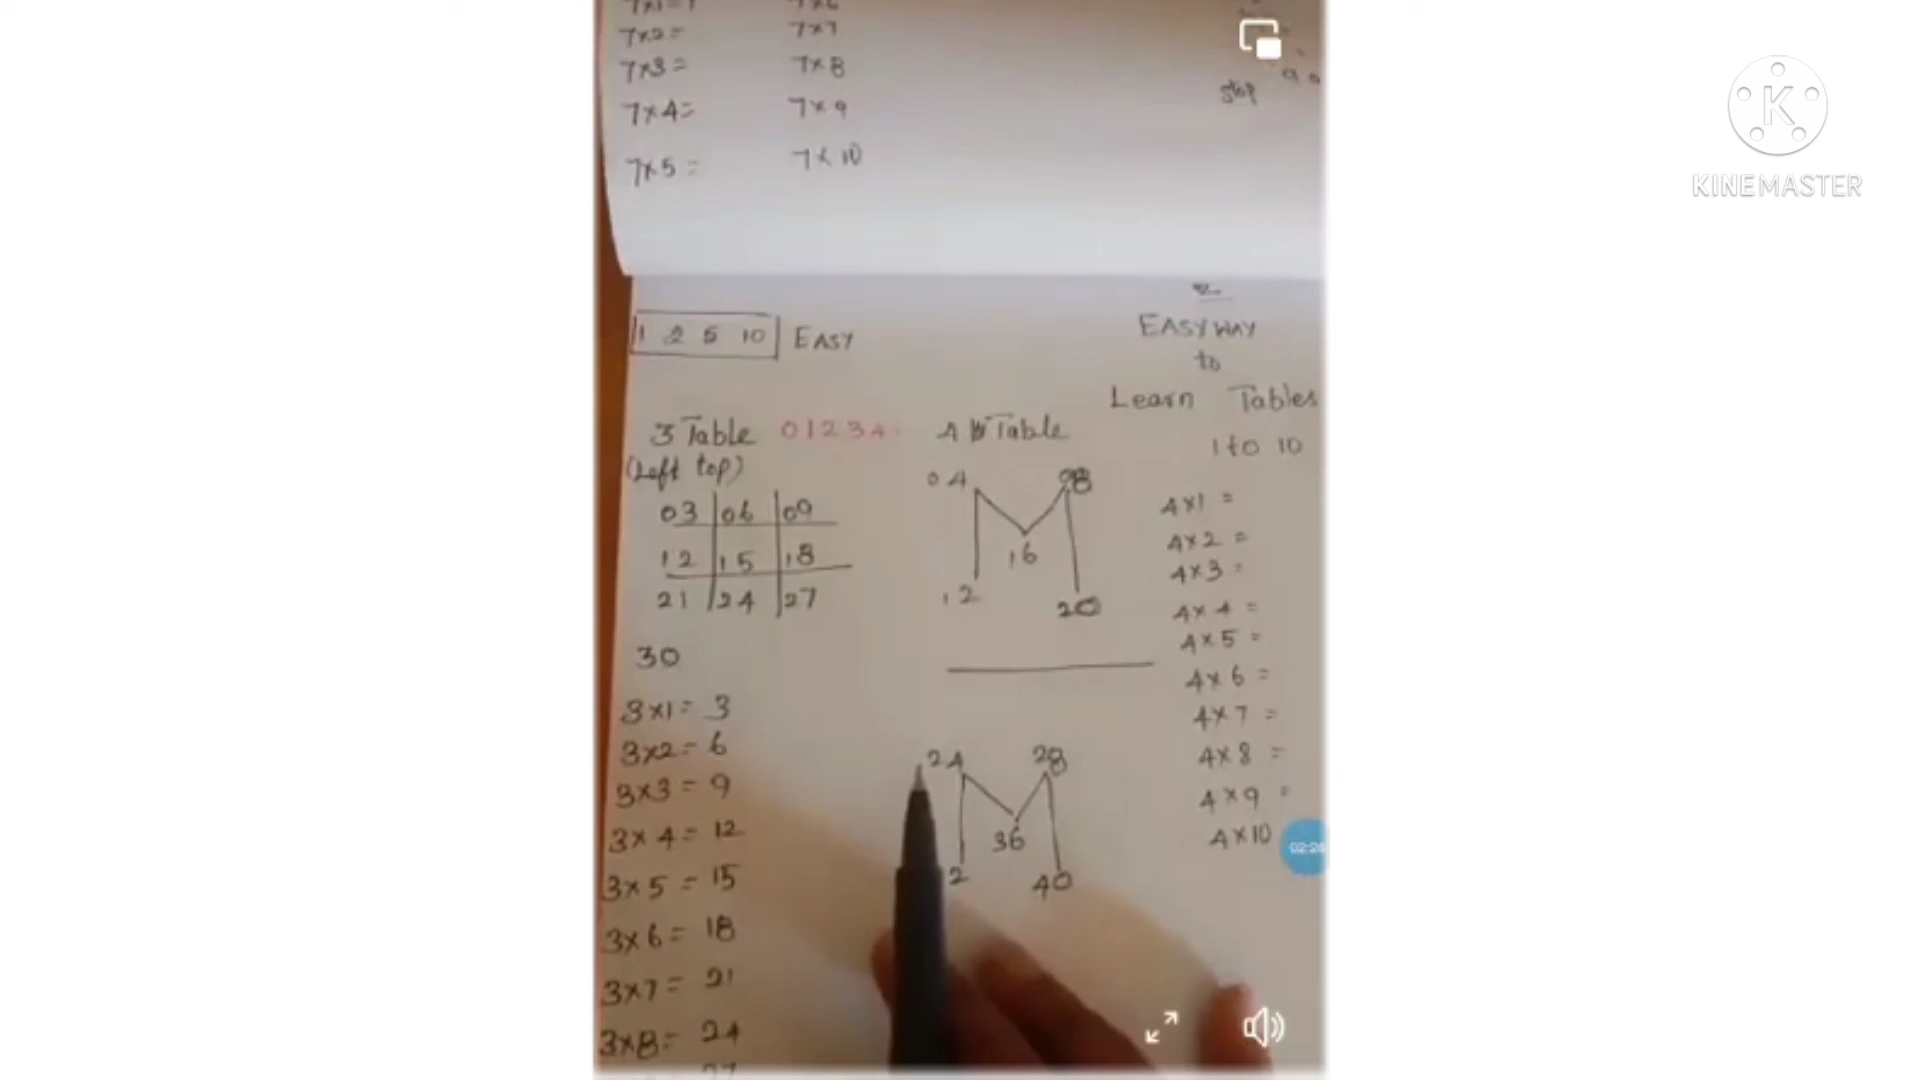 7×2=
7×7
7×3=
7×8
7×4=
7×9
7×5=
7×10
stop
1 2 5 10 EASY
EASY WAY
to
Learn Tables
1 to 10
3 Table 01234
(Left top)
03 06 09
12 15 18
21 24 27
30
3×1= 3
3×2= 6
3×3= 9
3×4= 12
3×5= 15
3×6= 18
3×7= 21
3×8= 24
27
4 Table
04 08
16
12 20
24 28
36
2 40
4×1 =
4×2 =
4×3 =
4×4 =
4×5 =
4×6 =
4×7 =
4×8 =
4×9
4×10
K
KINEMASTER